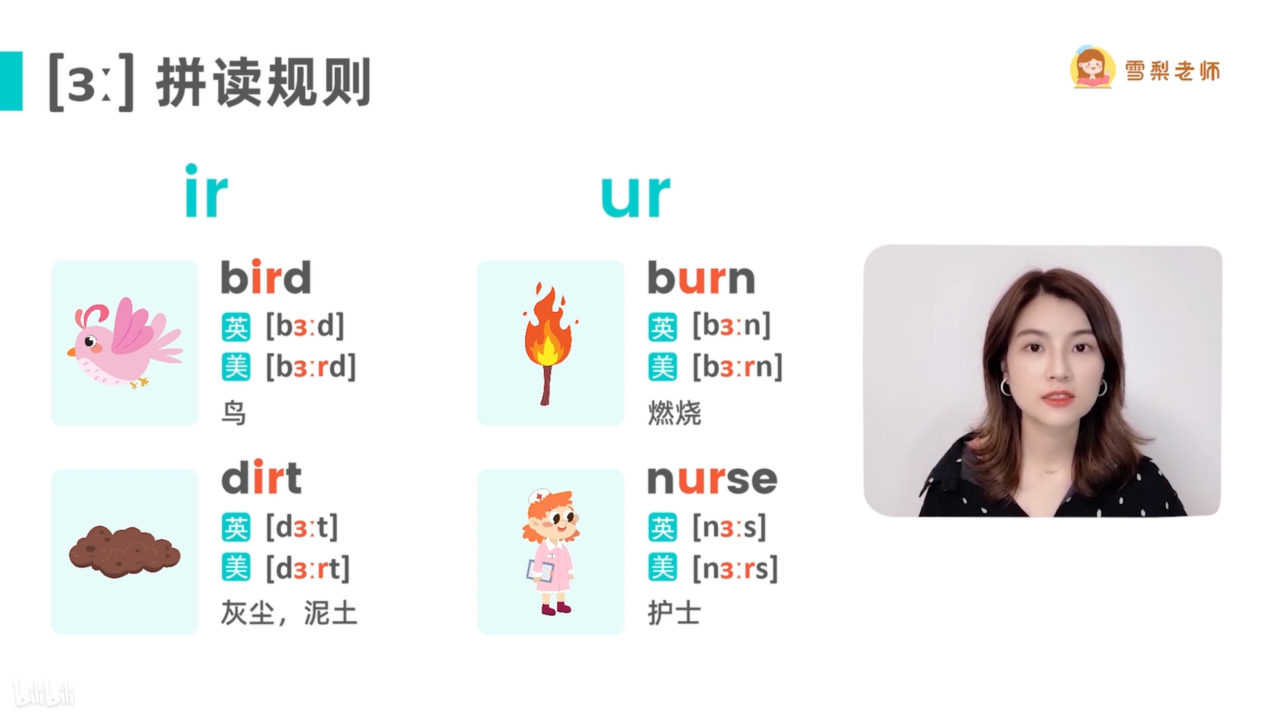 [ɜː] 拼读规则
雪梨老师
ir
bird
英 [bɜːd]
美 [bɜːrd]
鸟
dirt
英 [dɜːt]
美 [dɜːrt]
灰尘，泥土
ur
burn
英 [bɜːn]
美 [bɜːrn]
燃烧
nurse
英 [nɜːs]
美 [nɜːrs]
护士
bilibili